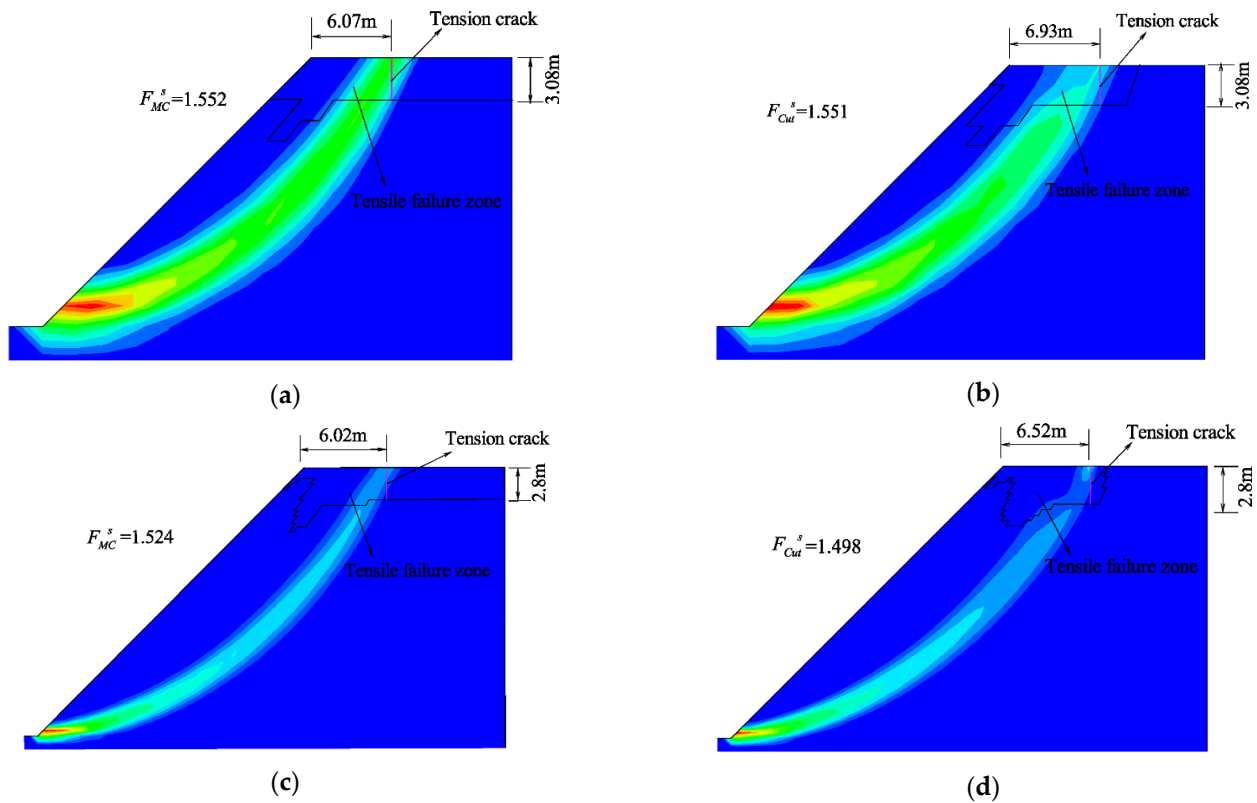 6.07m
Tension crack
3.08m
F_MC^s=1.552
Tensile failure zone
(a)
6.93m
Tension crack
3.08m
F_Cut^s=1.551
Tensile failure zone
(b)
6.02m
Tension crack
2.8m
F_MC^s=1.524
Tensile failure zone
(c)
6.52m
Tension crack
2.8m
F_Cut^s=1.498
Tensile failure zone
(d)